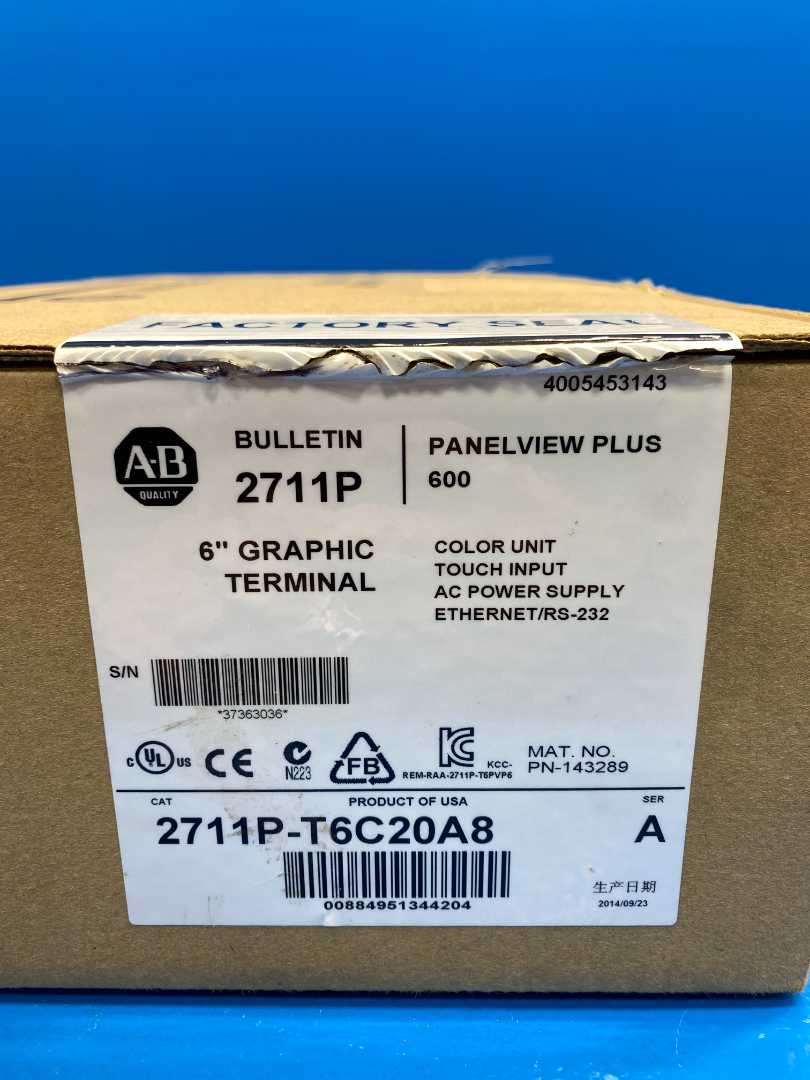 FACTORY SEAL
4005453143
A-B
QUALITY
BULLETIN
2711P
PANELVIEW PLUS
600
6" GRAPHIC
TERMINAL
COLOR UNIT
TOUCH INPUT
AC POWER SUPPLY
ETHERNET/RS-232
S/N
*37363036*
C UL US
CE
N223
FB
KC
KCC-
REM-RAA-2711P-T6PVP6
MAT. NO.
PN-143289
CAT
PRODUCT OF USA
SER
2711P-T6C20A8
A
00884951344204
生产日期
2014/09/23